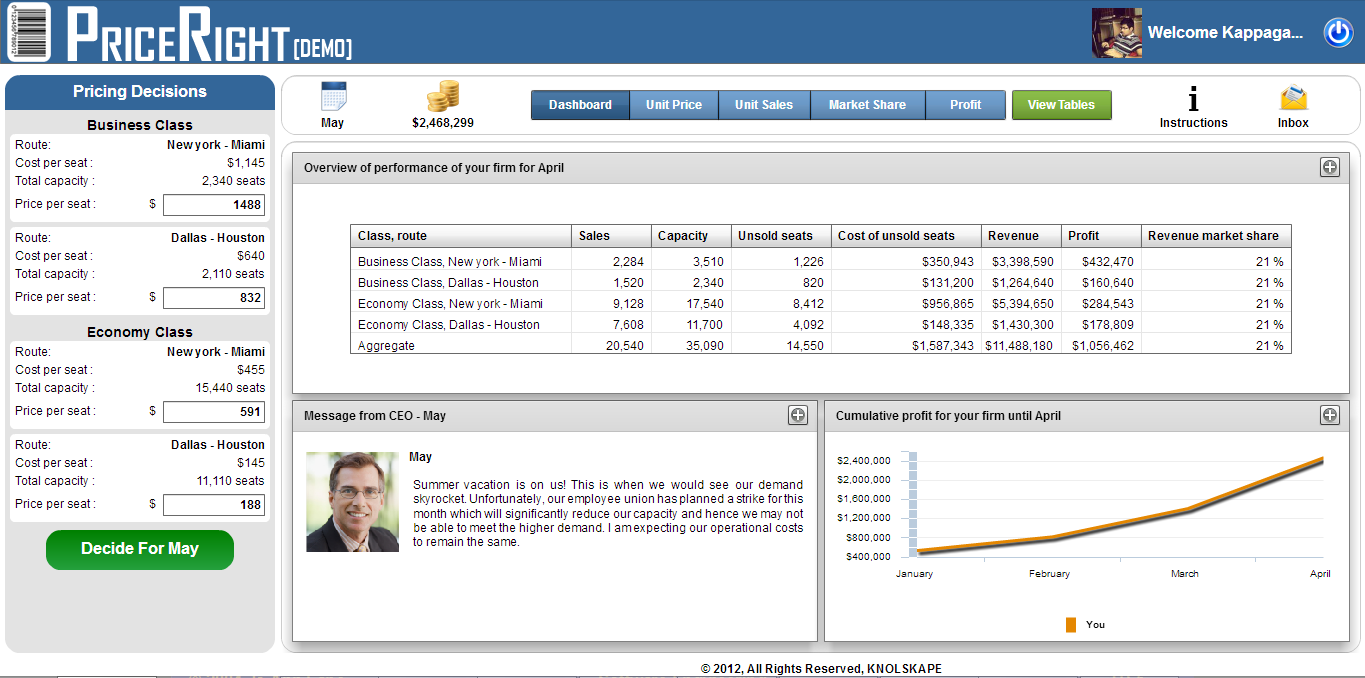 PRICERIGHT [DEMO]
Welcome Kappaga...
Pricing Decisions
Business Class
Route: New york - Miami
Cost per seat : $1,145
Total capacity : 2,340 seats
Price per seat : $ 1488
Route: Dallas - Houston
Cost per seat : $640
Total capacity : 2,110 seats
Price per seat : $ 832
Economy Class
Route: New york - Miami
Cost per seat : $455
Total capacity : 15,440 seats
Price per seat : $ 591
Route: Dallas - Houston
Cost per seat : $145
Total capacity : 11,110 seats
Price per seat : $ 188
Decide For May
May
$2,468,299
Dashboard Unit Price Unit Sales Market Share Profit View Tables
Instructions
Inbox
Overview of performance of your firm for April
Class, route Sales Capacity Unsold seats Cost of unsold seats Revenue Profit Revenue market share
Business Class, New york - Miami 2,284 3,510 1,226 $350,943 $3,398,590 $432,470 21 %
Business Class, Dallas - Houston 1,520 2,340 820 $131,200 $1,264,640 $160,640 21 %
Economy Class, New york - Miami 9,128 17,540 8,412 $956,865 $5,394,650 $284,543 21 %
Economy Class, Dallas - Houston 7,608 11,700 4,092 $148,335 $1,430,300 $178,809 21 %
Aggregate 20,540 35,090 14,550 $1,587,343 $11,488,180 $1,056,462 21 %
Message from CEO - May
May
Summer vacation is on us! This is when we would see our demand
skyrocket. Unfortunately, our employee union has planned a strike for this
month which will significantly reduce our capacity and hence we may not
be able to meet the higher demand. I am expecting our operational costs
to remain the same.
Cumulative profit for your firm until April
$2,400,000
$2,000,000
$1,600,000
$1,200,000
$800,000
$400,000
January February March April
You
© 2012, All Rights Reserved, KNOLSKAPE